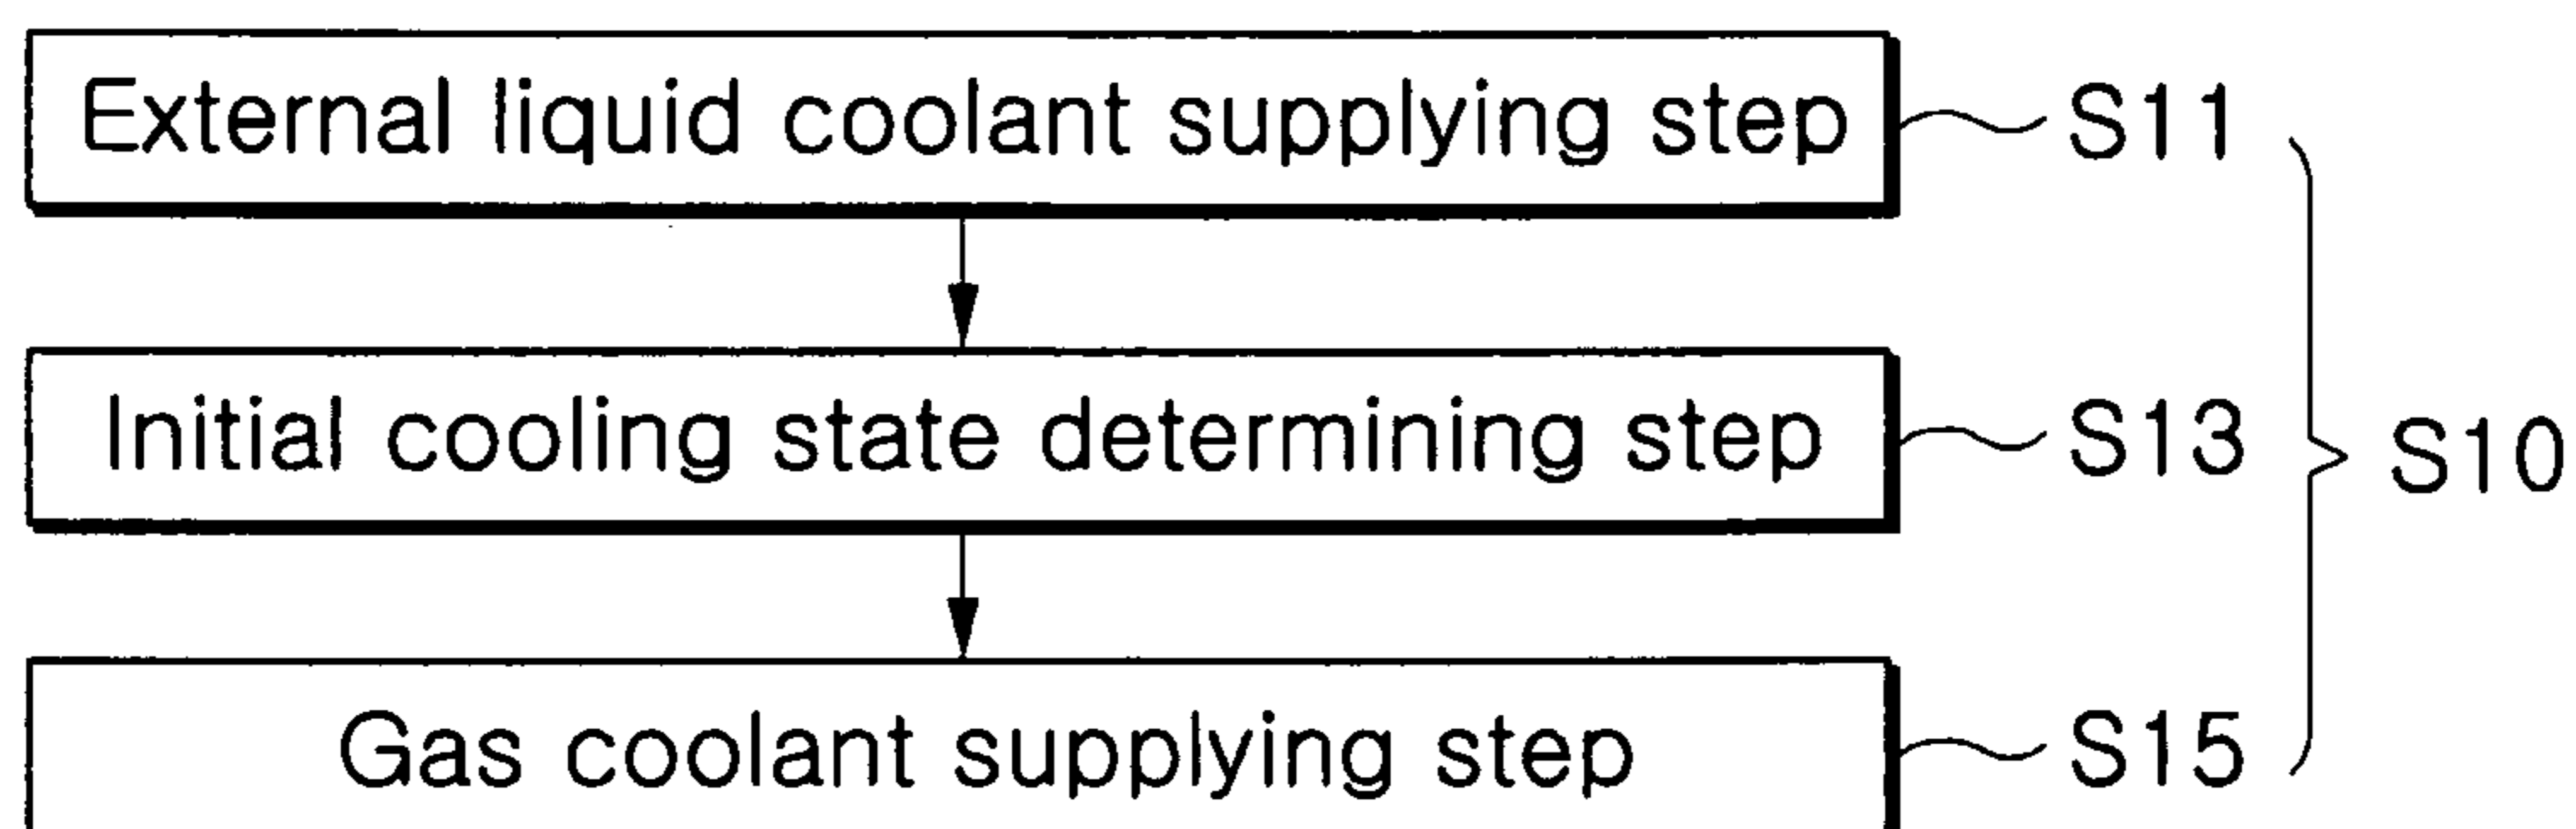 External liquid coolant supplying step S11
Initial cooling state determining step S13
S10
Gas coolant supplying step S15